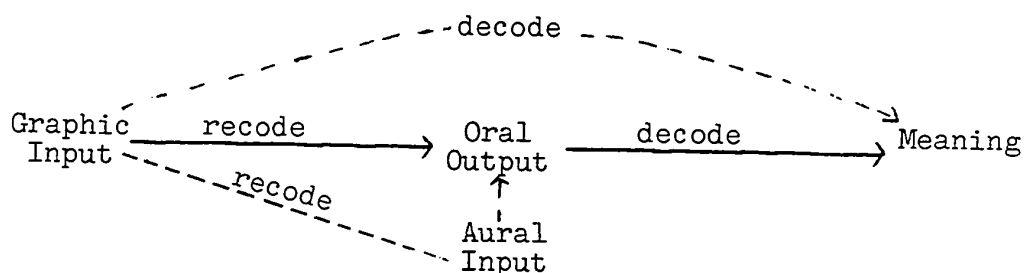 decode
Graphic
Input
recode
Oral
Output
decode
Meaning
recode
Aural
Input